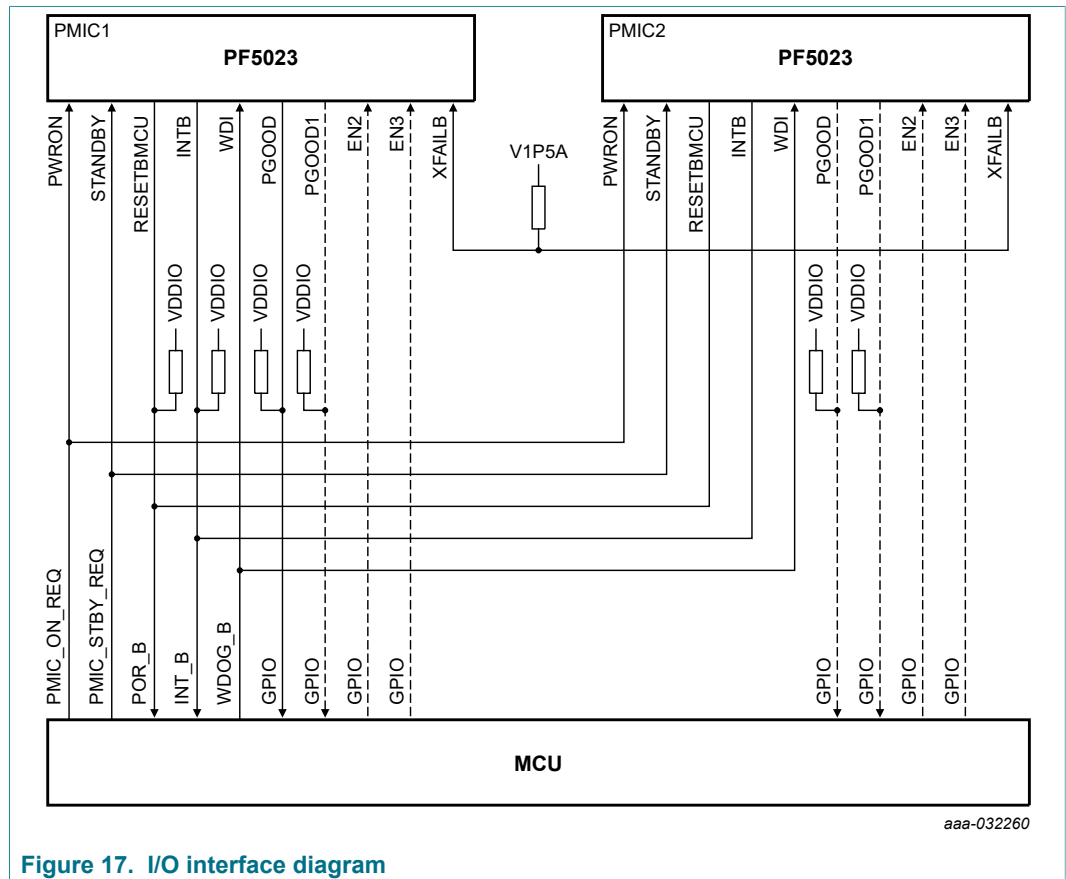 PMIC1
PF5023
PMIC2
PF5023
PWRON
STANDBY
RESETBMCU
INTB
WDI
PGOOD
PGOOD1
EN2
EN3
XFAILB
V1P5A
PWRON
STANDBY
RESETBMCU
INTB
WDI
PGOOD
PGOOD1
EN2
EN3
XFAILB
VDDIO
VDDIO
VDDIO
VDDIO
VDDIO
VDDIO
PMIC_ON_REQ
PMIC_STBY_REQ
POR_B
INT_B
WDOG_B
GPIO
GPIO
GPIO
GPIO
GPIO
GPIO
GPIO
GPIO
MCU
aaa-032260
Figure 17. I/O interface diagram